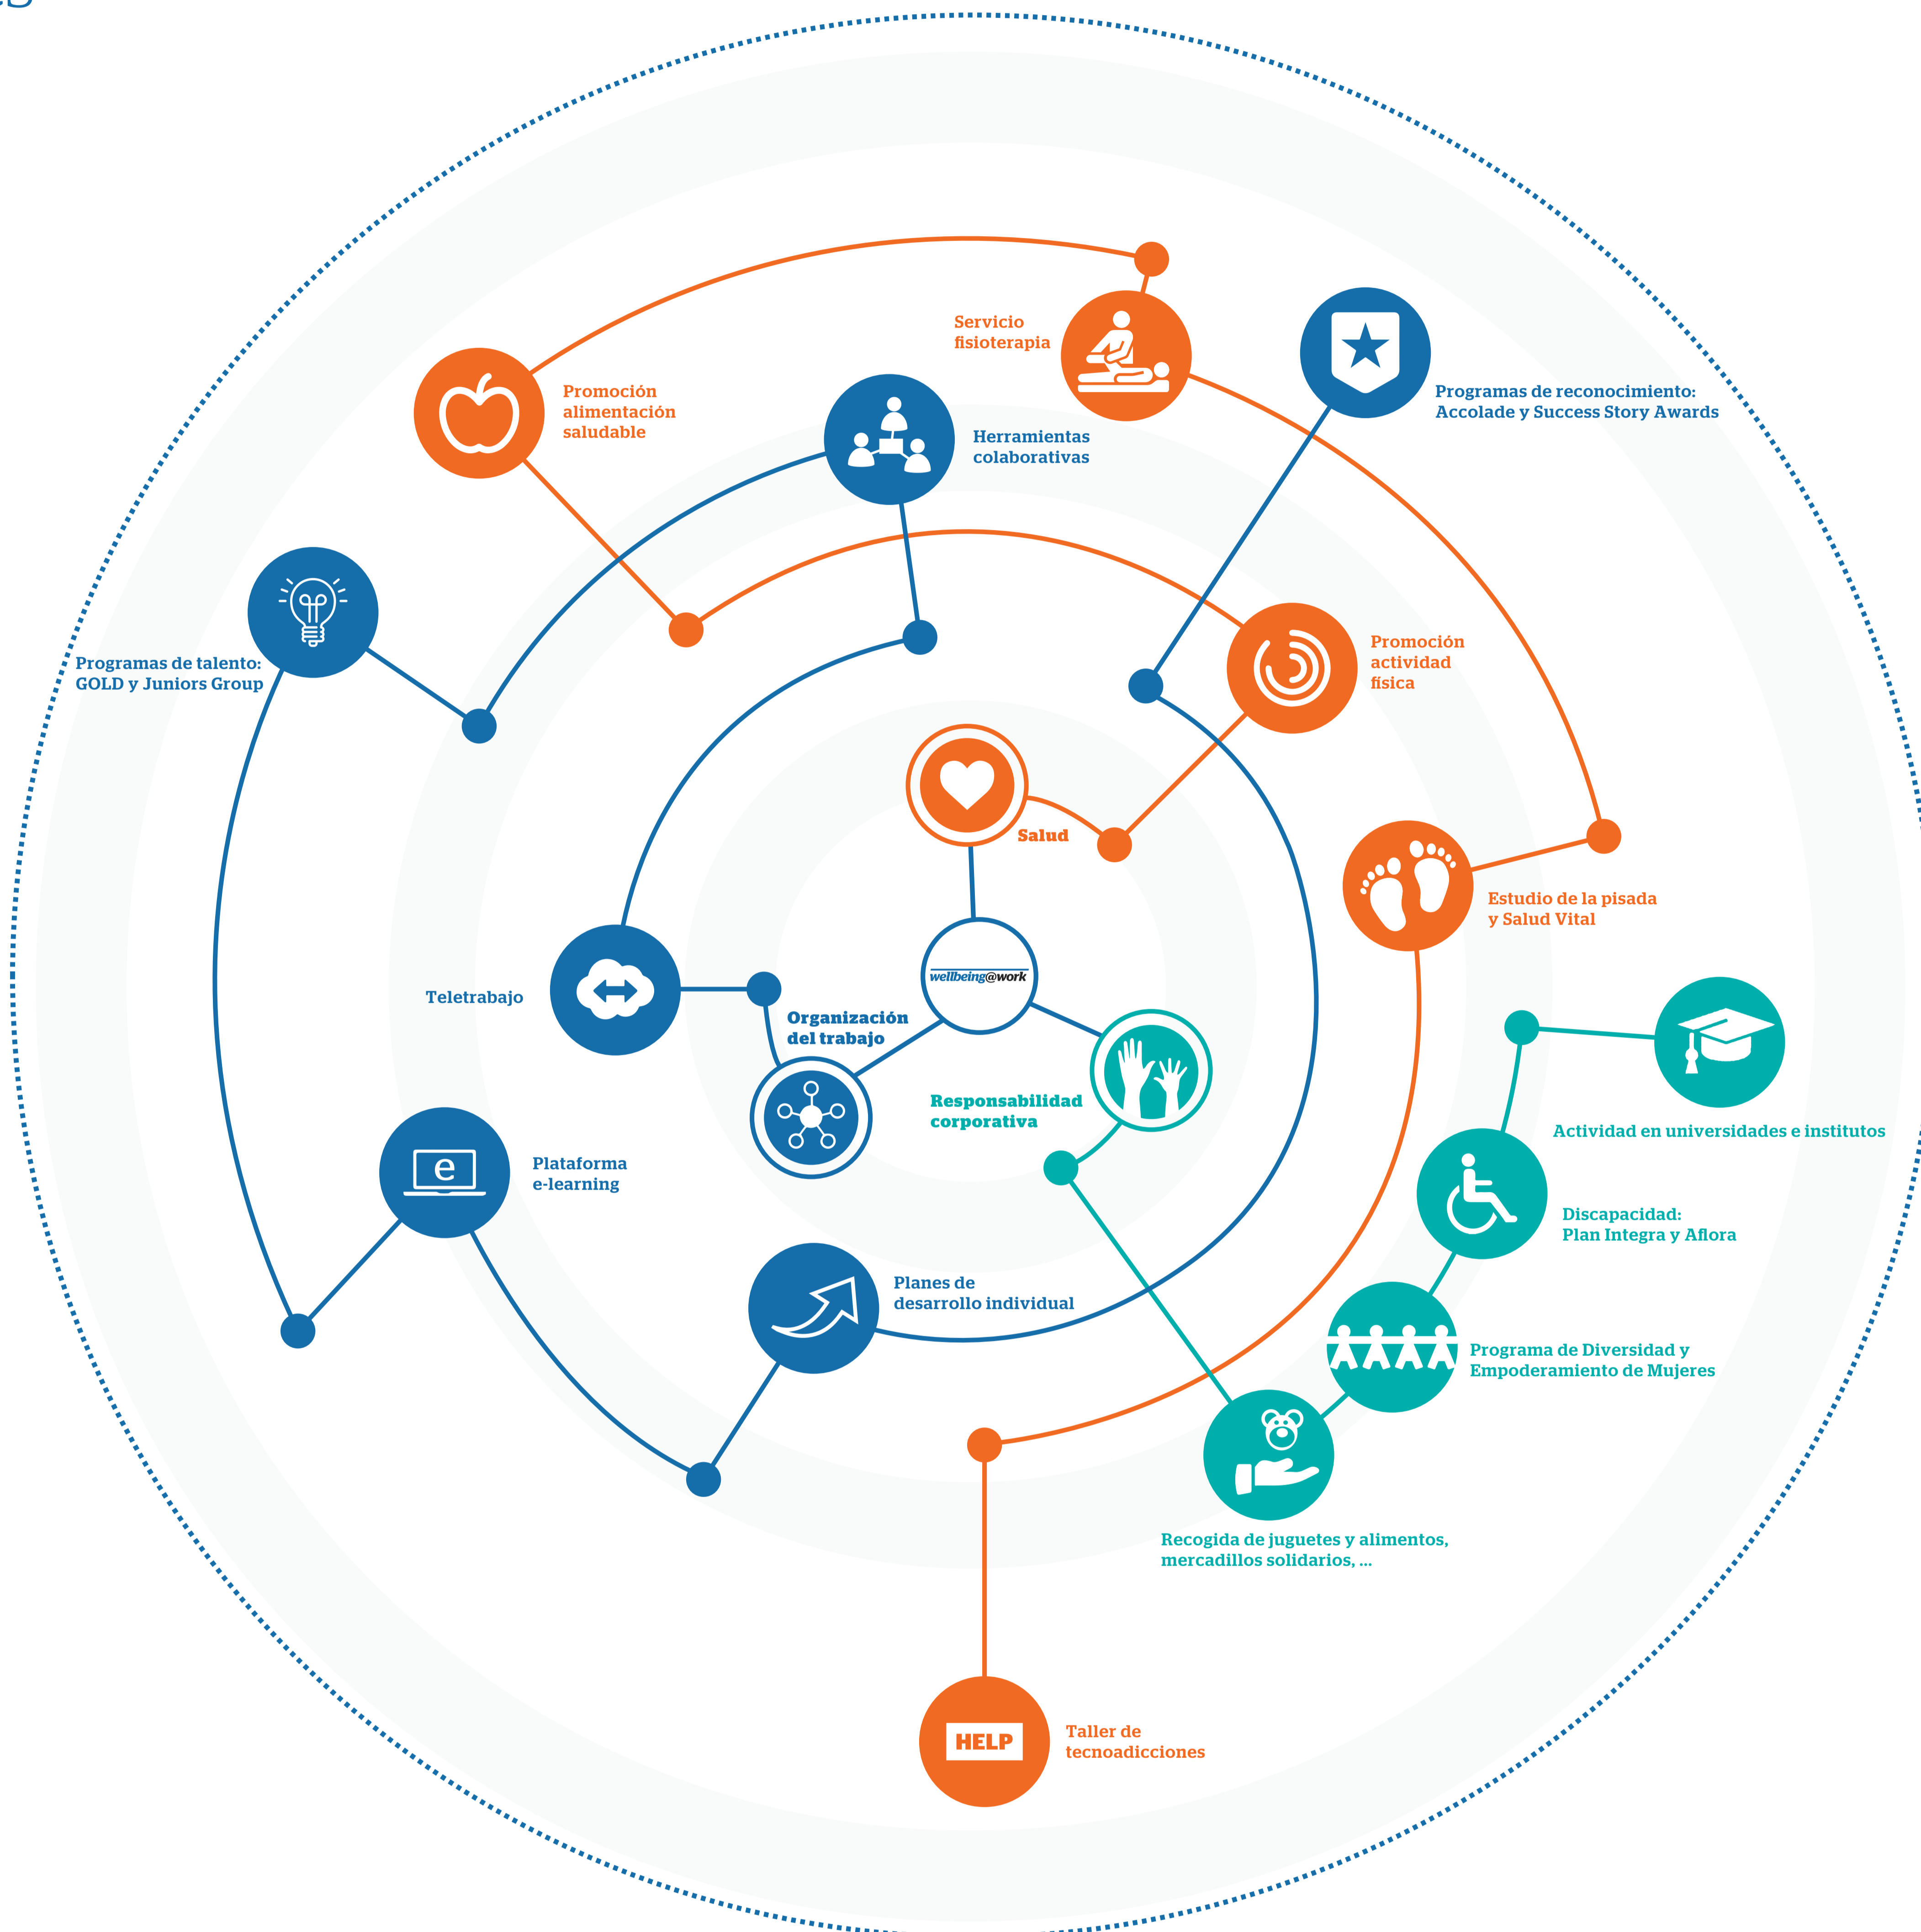 Servicio
fisioterapia
Programas de reconocimiento:
Accolade y Success Story Awards
Promoción
alimentación
saludable
Herramientas
colaborativas
Promoción
actividad
física
Programas de talento:
GOLD y Juniors Group
Salud
Estudio de la pisada
y Salud Vital
wellbeing@work
Teletrabajo
Organización
del trabajo
Responsabilidad
corporativa
Actividad en universidades e institutos
e
Plataforma
e-learning
Discapacidad:
Plan Integra y Aflora
Planes de
desarrollo individual
Programa de Diversidad y
Empoderamiento de Mujeres
Recogida de juguetes y alimentos,
mercadillos solidarios, ...
HELP
Taller de
tecnoadicciones